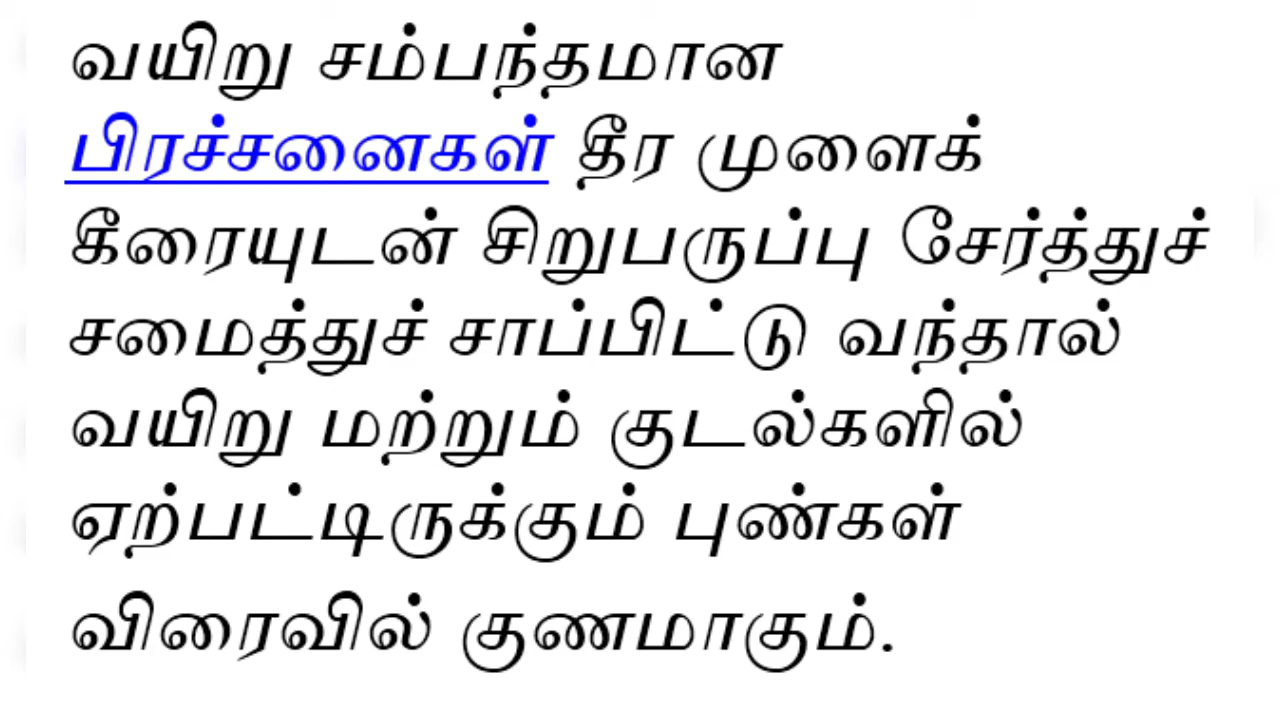 வயிறு சம்பந்தமான
பிரச்சனைகள் தீர முளைக்
கீரையுடன் சிறுபருப்பு சேர்த்துச்
சமைத்துச் சாப்பிட்டு வந்தால்
வயிறு மற்றும் குடல்களில்
ஏற்பட்டிருக்கும் புண்கள்
விரைவில் குணமாகும்.